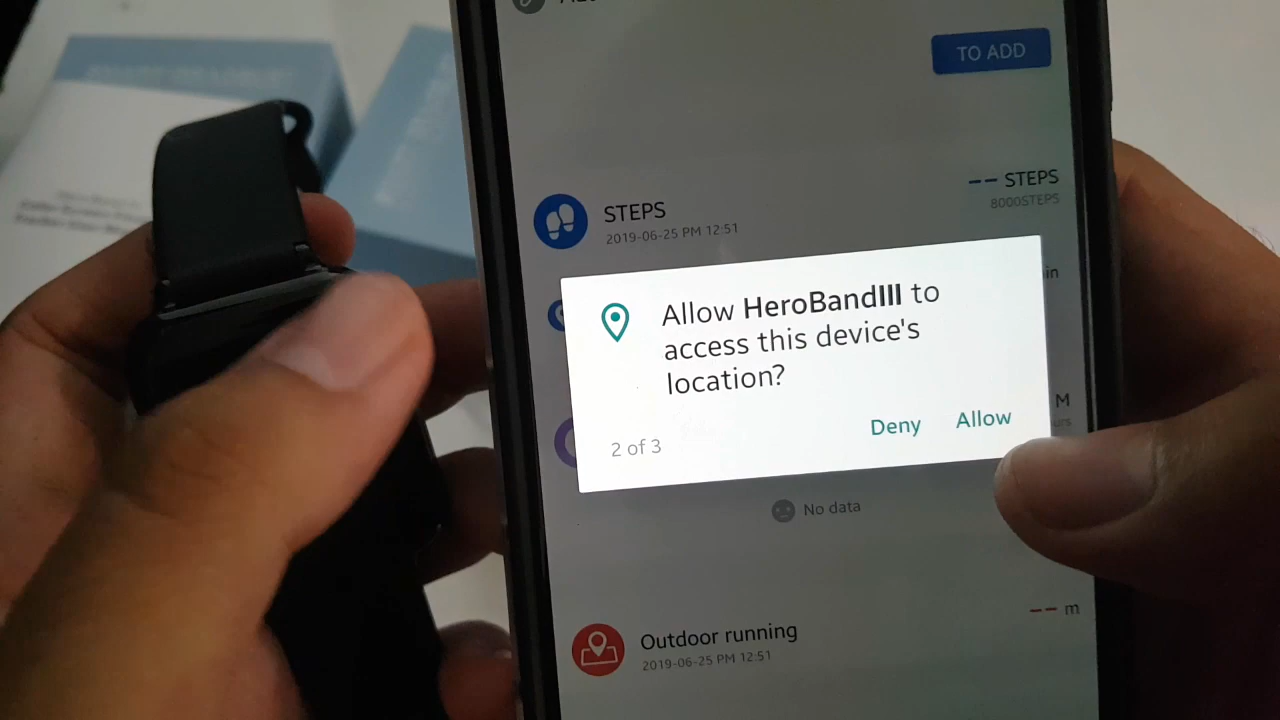 TO ADD
STEPS
2019-06-25 PM 12:51
-- STEPS
8000STEPS
in
Allow HeroBandIII to
access this device's
location?
Deny Allow
2 of 3
M
No data
Outdoor running
2019-06-25 PM 12:51
-- m